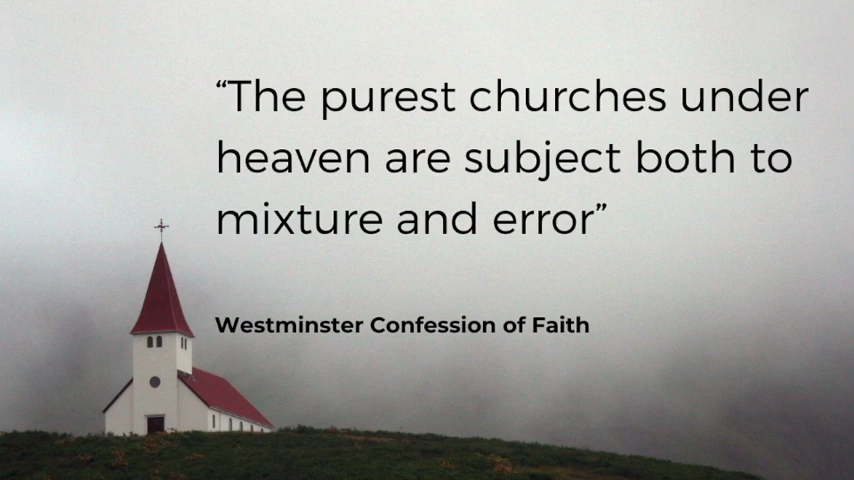 “The purest churches under
heaven are subject both to
mixture and error”
Westminster Confession of Faith